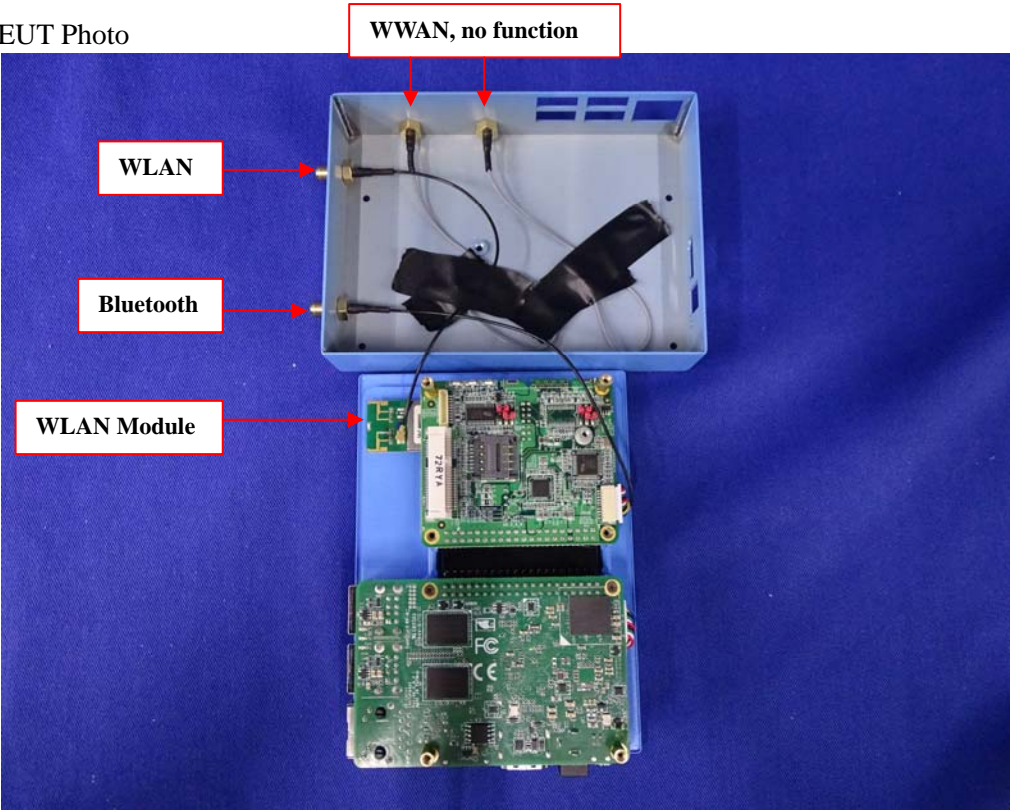 EUT Photo
WWAN, no function
WLAN
Bluetooth
WLAN Module
72RYA
FC
CE